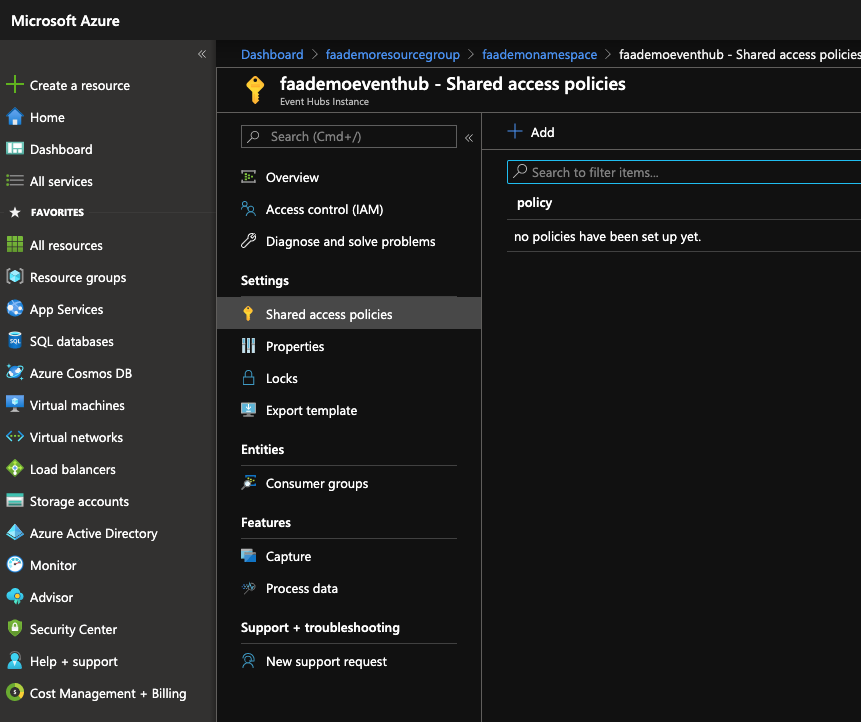 Microsoft Azure
«
Create a resource
Home
Dashboard
All services
FAVORITES
All resources
Resource groups
App Services
SQL databases
Azure Cosmos DB
Virtual machines
Virtual networks
Load balancers
Storage accounts
Azure Active Directory
Monitor
Advisor
Security Center
Help + support
Cost Management + Billing
Dashboard > faademoresourcegroup > faademonamespace > faademoeventhub - Shared access policies
faademoeventhub - Shared access policies
Event Hubs Instance
Search (Cmd+/) «
Overview
Access control (IAM)
Diagnose and solve problems
Settings
Shared access policies
Properties
Locks
Export template
Entities
Consumer groups
Features
Capture
Process data
Support + troubleshooting
New support request
Add
Search to filter items...
policy
no policies have been set up yet.